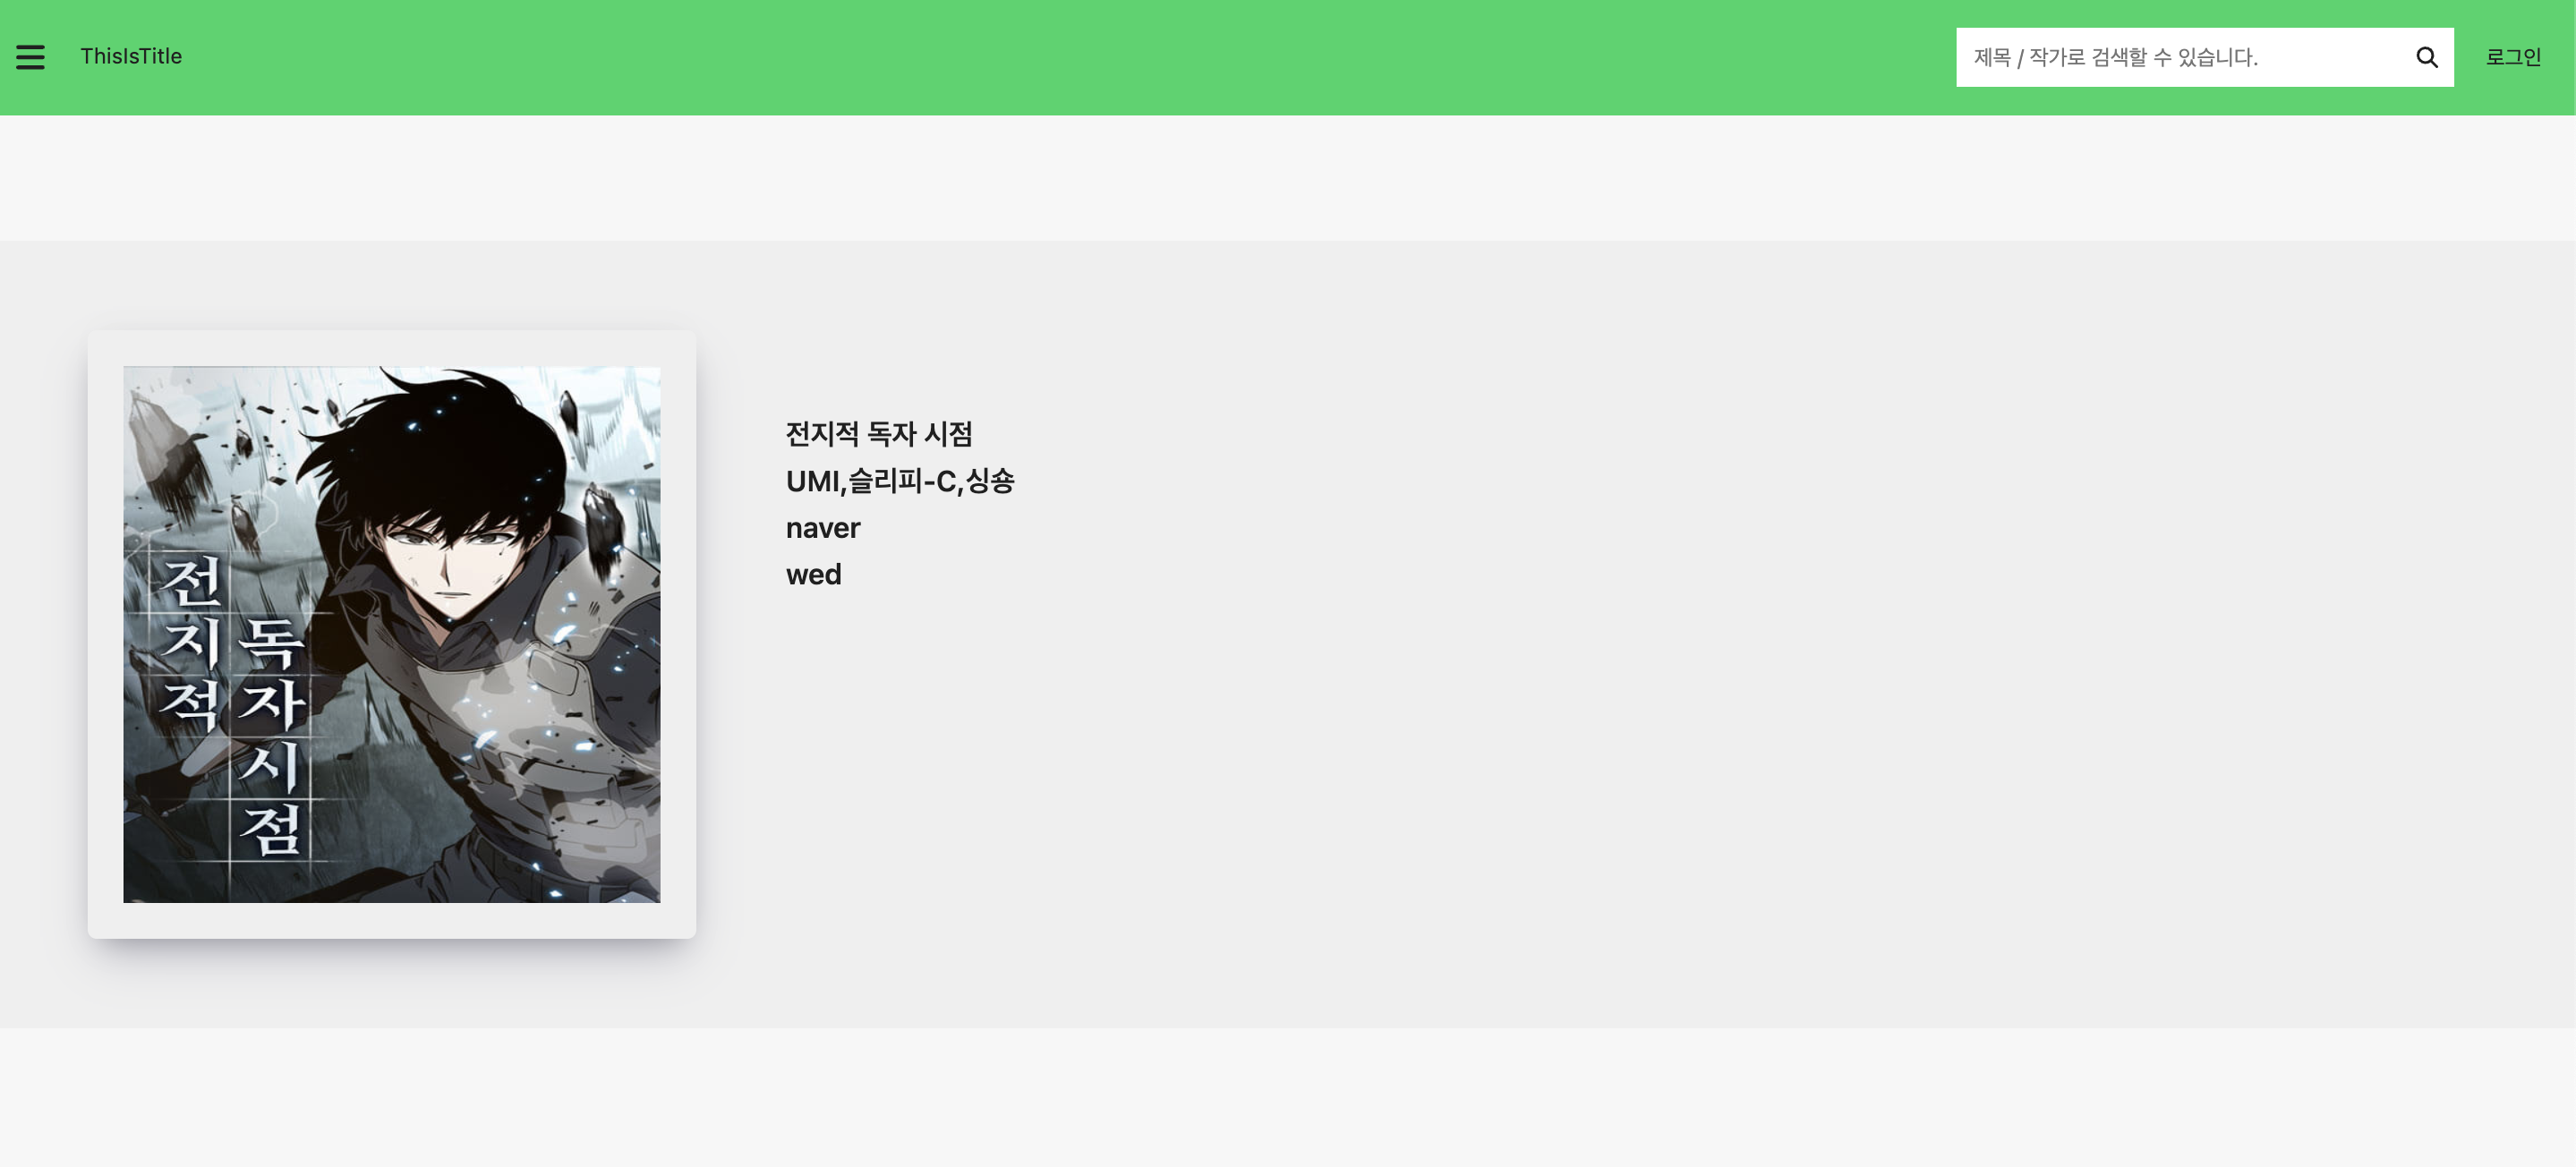 ThisIsTitle
제목 / 작가로 검색할 수 있습니다.
로그인
전지적
독자시점
전지적 독자 시점
UMI,슬리피-C,싱숑
naver
wed